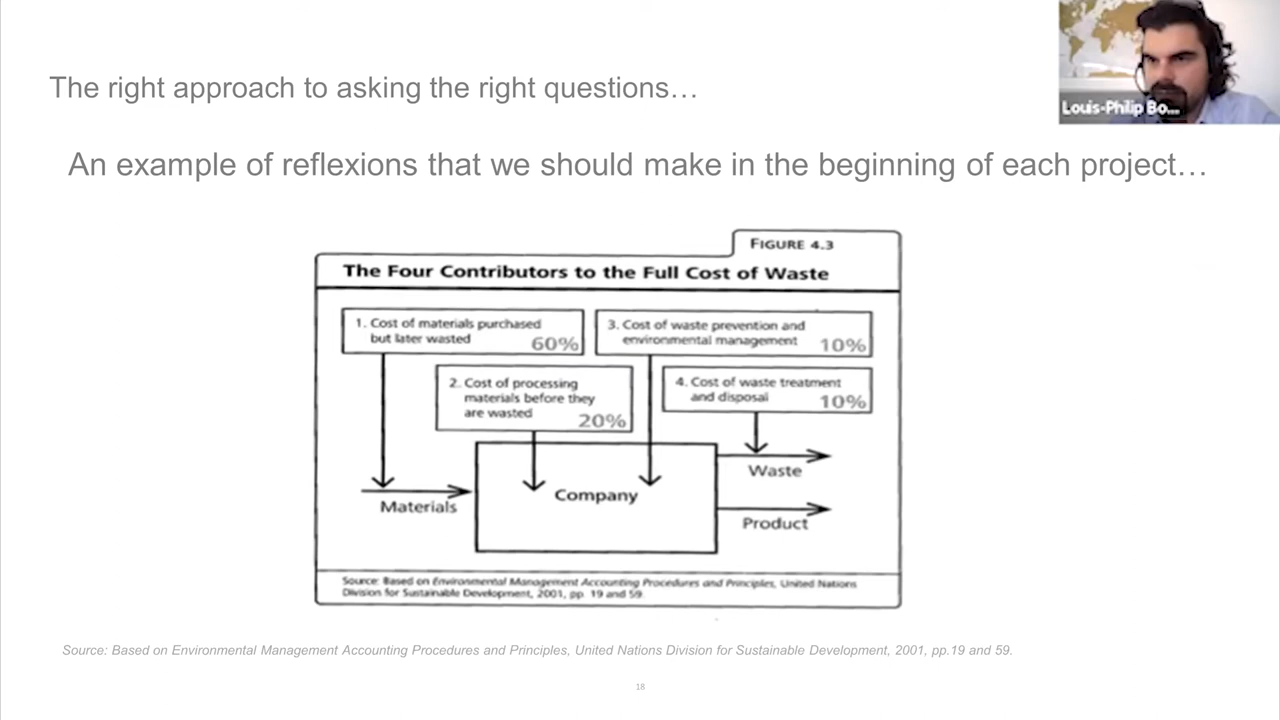 The right approach to asking the right questions…
Louis-Philip Bo...
An example of reflexions that we should make in the beginning of each project…
FIGURE 4.3
The Four Contributors to the Full Cost of Waste
1. Cost of materials purchased
but later wasted
60%
3. Cost of waste prevention and
environmental management
10%
2. Cost of processing
materials before they
are wasted
20%
4. Cost of waste treatment
and disposal
10%
Materials
Company
Waste
Product
Source: Based on Environmental Management Accounting Procedures and Principles, United Nations
Division for Sustainable Development, 2001, pp. 19 and 59.
Source: Based on Environmental Management Accounting Procedures and Principles, United Nations Division for Sustainable Development, 2001, pp.19 and 59.
18